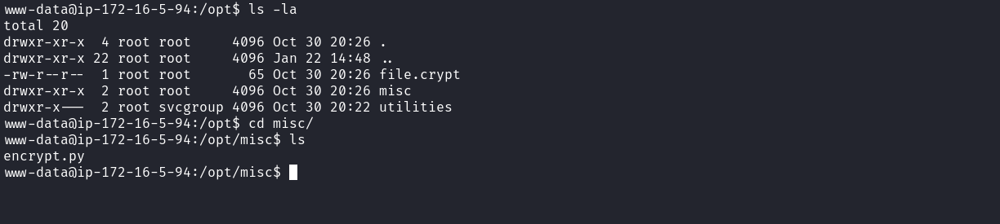 www-data@ip-172-16-5-94:/opt$ ls -la
total 20
drwxr-xr-x  4 root root     4096 Oct 30 20:26 .
drwxr-xr-x 22 root root     4096 Jan 22 14:48 ..
-rw-r--r--  1 root root       65 Oct 30 20:26 file.crypt
drwxr-xr-x  2 root root     4096 Oct 30 20:26 misc
drwxr-x---  2 root svcgroup 4096 Oct 30 20:22 utilities
www-data@ip-172-16-5-94:/opt$ cd misc/
www-data@ip-172-16-5-94:/opt/misc$ ls
encrypt.py
www-data@ip-172-16-5-94:/opt/misc$